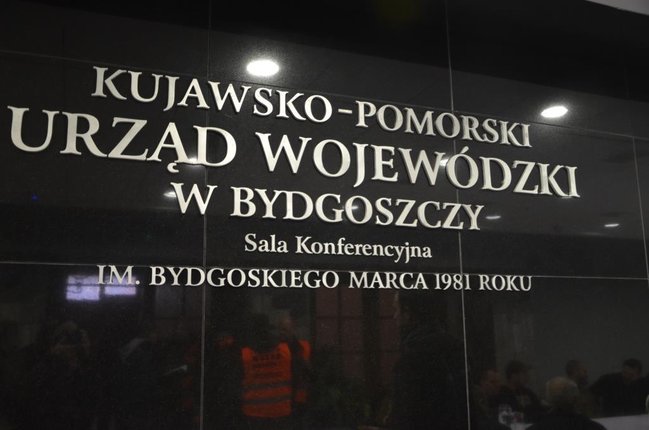 KUJAWSKO-POMORSKI
URZĄD WOJEWÓDZKI
W BYDGOSZCZY
Sala Konferencyjna
IM. BYDGOSKIEGO MARCA 1981 ROKU